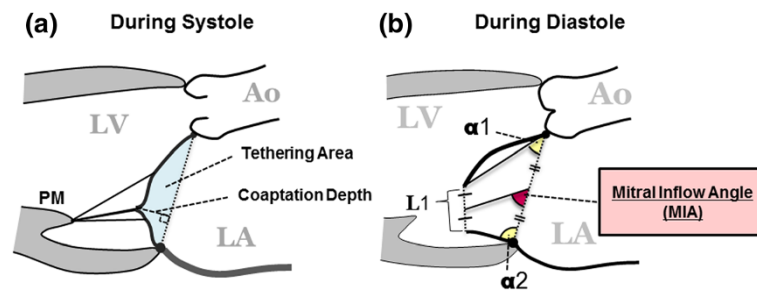 (a) During Systole
Ao
LV
Tethering Area
PM
Coaptation Depth
LA
(b) During Diastole
Ao
LV
α1
L1
Mitral Inflow Angle
(MIA)
LA
α2